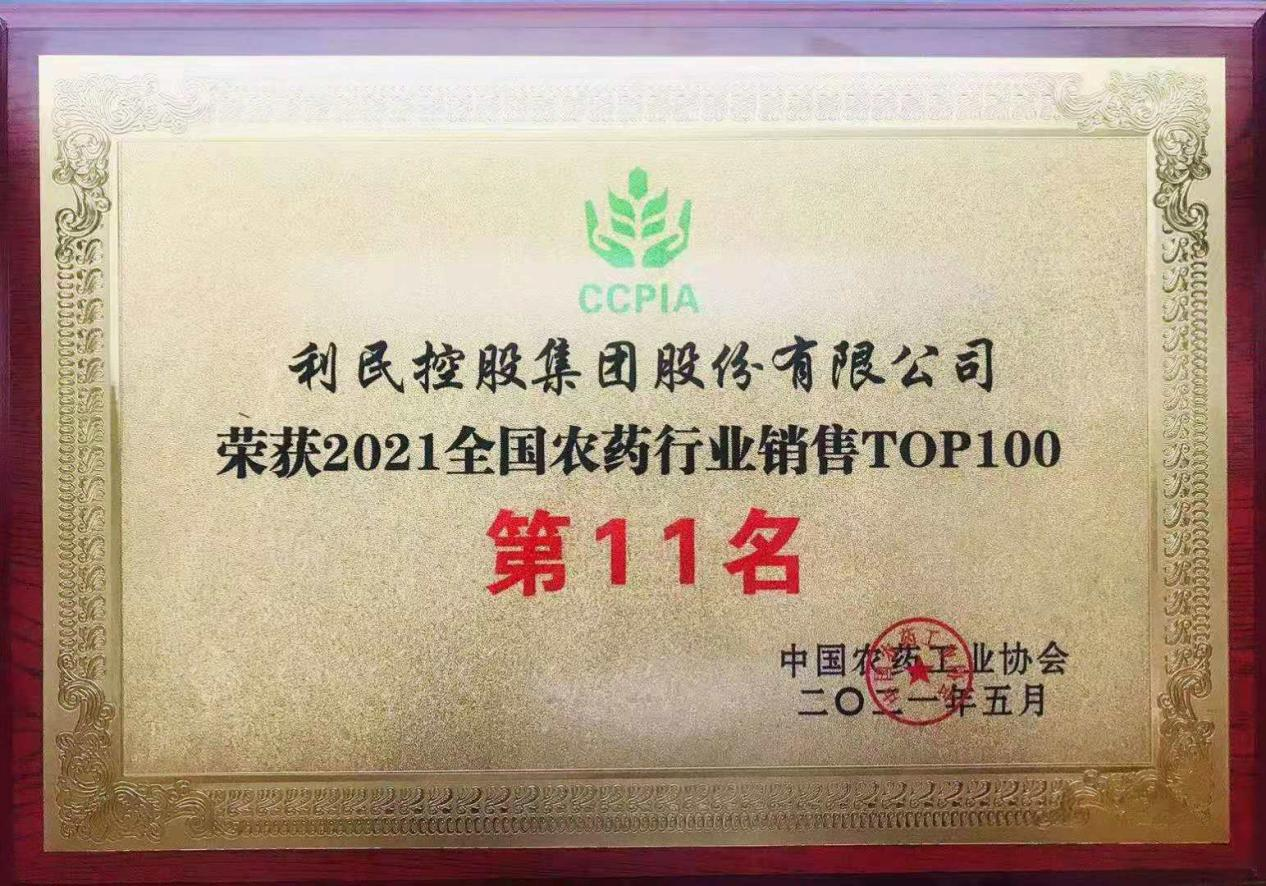 CCPIA
利民控股集团股份有限公司
荣获2021全国农药行业销售TOP100
第11名
中国农药工业协会
二〇二一年五月